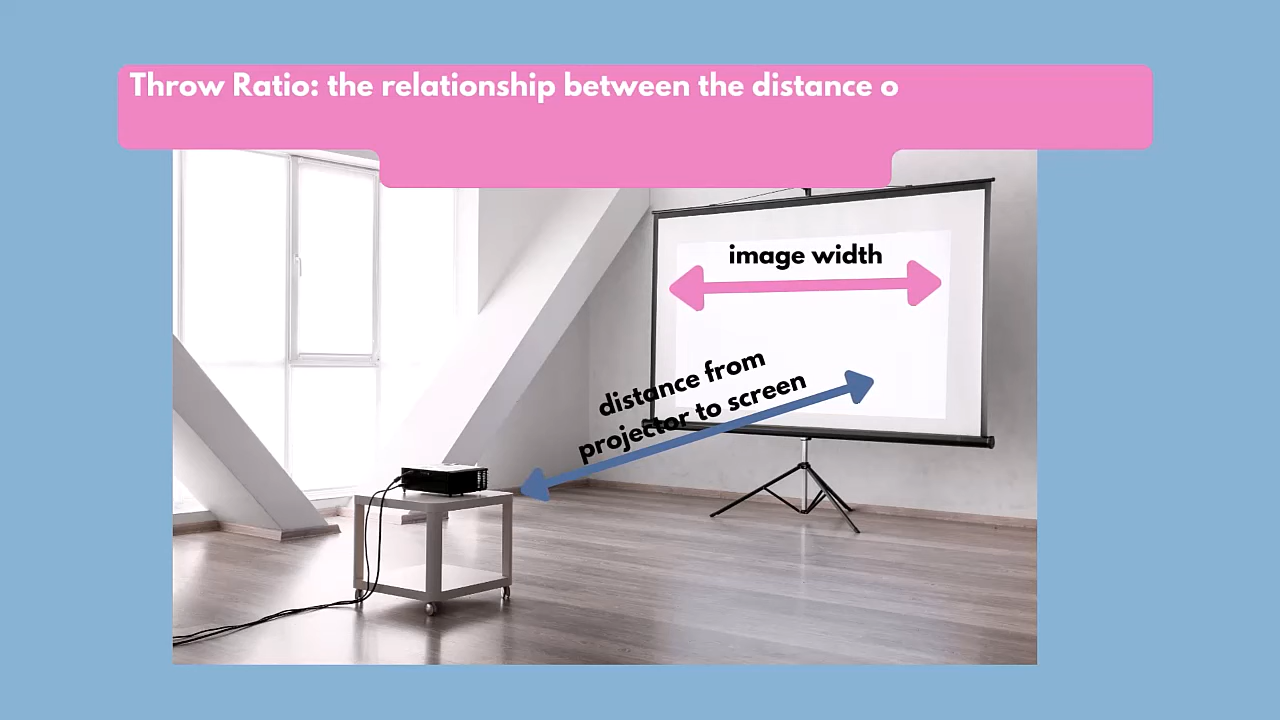 Throw Ratio: the relationship between the distance o
image width
distance from
projector to screen